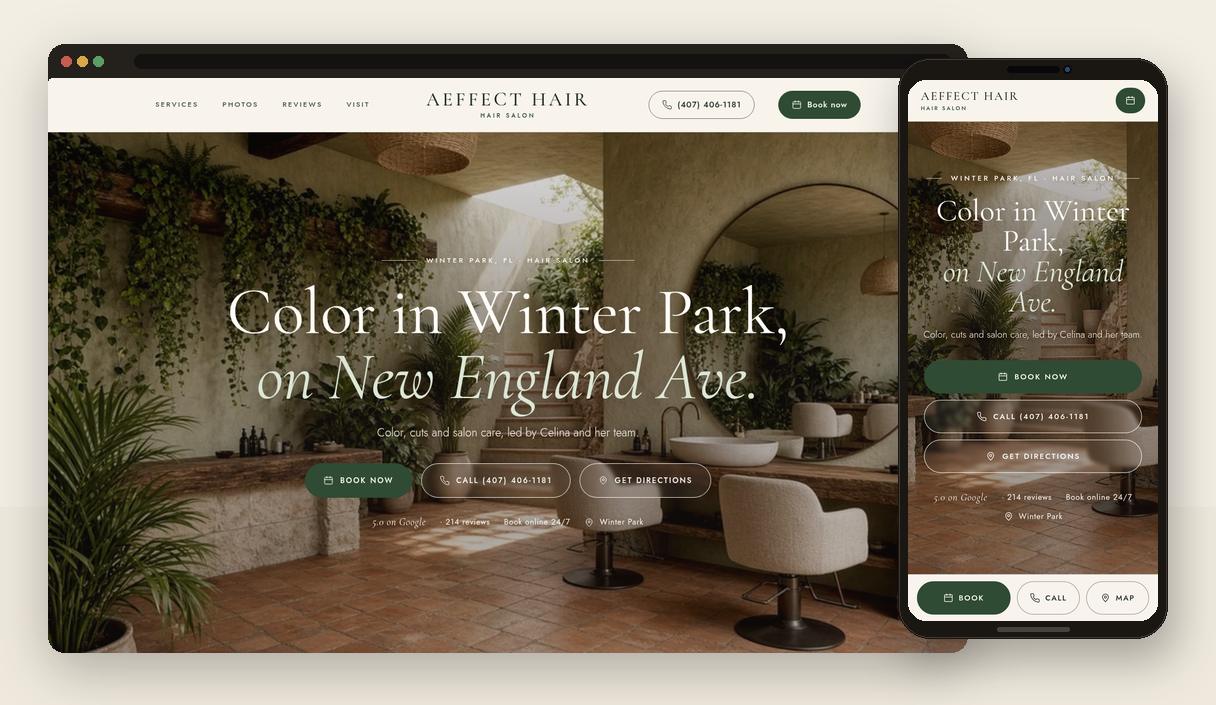 SERVICES
PHOTOS
REVIEWS
VISIT
AEFFECT HAIR
HAIR SALON
(407) 406-1181
Book now
WINTER PARK, FL · HAIR SALON
Color in Winter Park,
on New England Ave.
Color, cuts and salon care, led by Celina and her team.
BOOK NOW
CALL (407) 406-1181
GET DIRECTIONS
5.0 on Google · 214 reviews Book online 24/7 Winter Park
AEFFECT HAIR
HAIR SALON
WINTER PARK, FL · HAIR SALON
Color in Winter
Park,
on New England
Ave.
Color, cuts and salon care, led by Celina and her team.
BOOK NOW
CALL (407) 406-1181
GET DIRECTIONS
5.0 on Google · 214 reviews Book online 24/7
Winter Park
BOOK
CALL
MAP